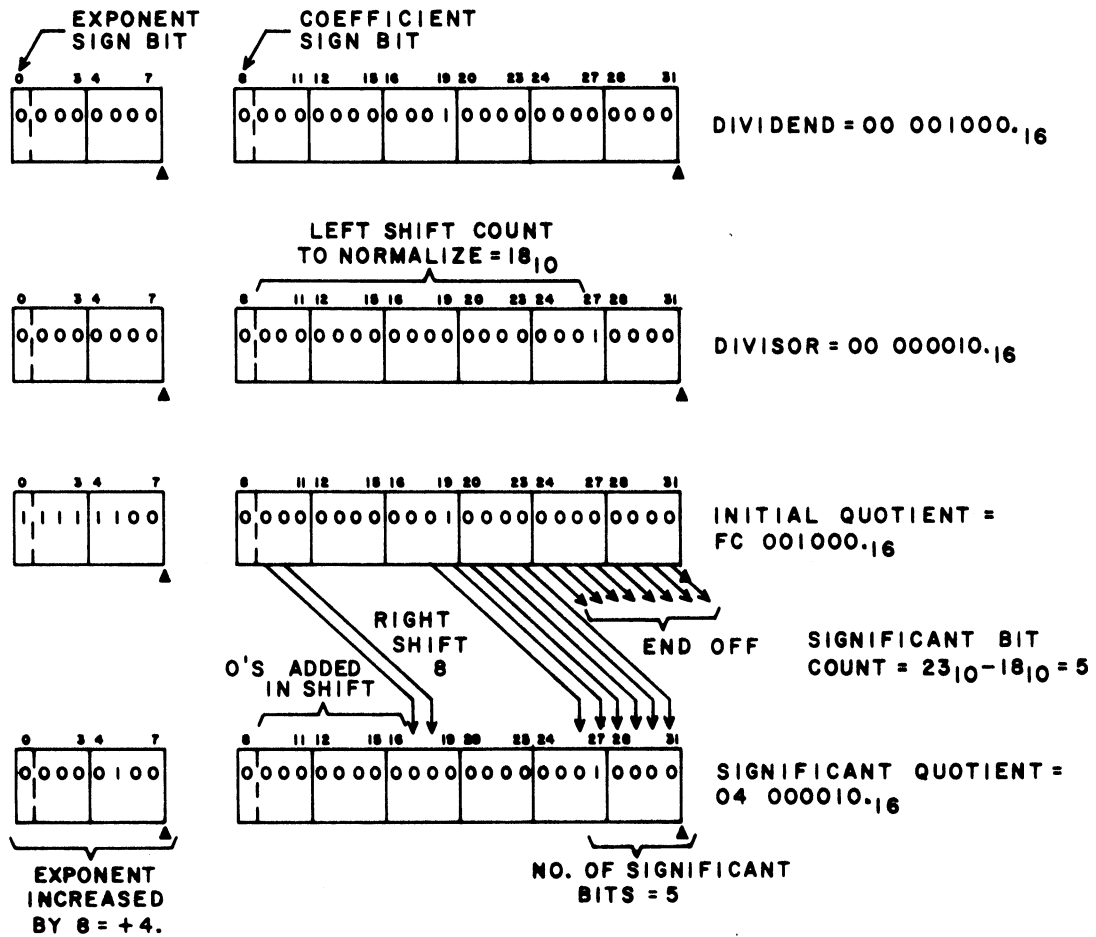 EXPONENT SIGN BIT
COEFFICIENT SIGN BIT
0 3 4 7 8 11 12 15 16 19 20 23 24 27 28 31
0 0 0 0 0 0 0 0 0 0 0 0 0 0 0 0 0 0 0 1 0 0 0 0 0 0 0 0 0 0 0 0
DIVIDEND = 00 001000.16
LEFT SHIFT COUNT
TO NORMALIZE = 1810
0 3 4 7 8 11 12 15 16 19 20 23 24 27 28 31
0 0 0 0 0 0 0 0 0 0 0 0 0 0 0 0 0 0 0 0 0 0 0 0 0 0 0 1 0 0 0 0
DIVISOR = 00 000010.16
0 3 4 7 8 11 12 15 16 19 20 23 24 27 28 31
1 1 1 1 1 1 0 0 0 0 0 0 0 0 0 0 0 0 0 1 0 0 0 0 0 0 0 0 0 0 0 0
INITIAL QUOTIENT =
FC 001000.16
RIGHT
SHIFT
8
END OFF
SIGNIFICANT BIT
COUNT = 2310-1810 = 5
0'S ADDED
IN SHIFT
0 3 4 7 8 11 12 15 16 19 20 23 24 27 28 31
0 0 0 0 0 1 0 0 0 0 0 0 0 0 0 0 0 0 0 0 0 0 0 0 0 0 0 1 0 0 0 0
SIGNIFICANT QUOTIENT =
04 000010.16
EXPONENT
INCREASED
BY 8 = +4.
NO. OF SIGNIFICANT
BITS = 5